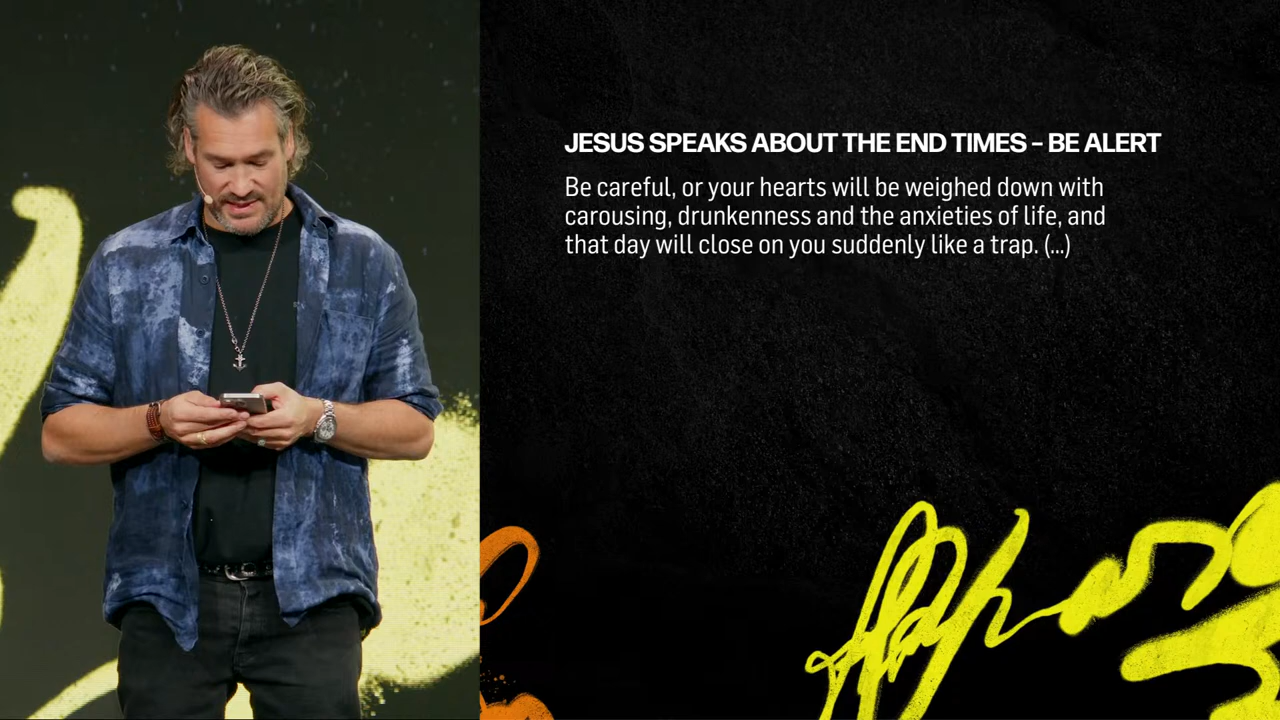 JESUS SPEAKS ABOUT THE END TIMES – BE ALERT
Be careful, or your hearts will be weighed down with
carousing, drunkenness and the anxieties of life, and
that day will close on you suddenly like a trap. (...)